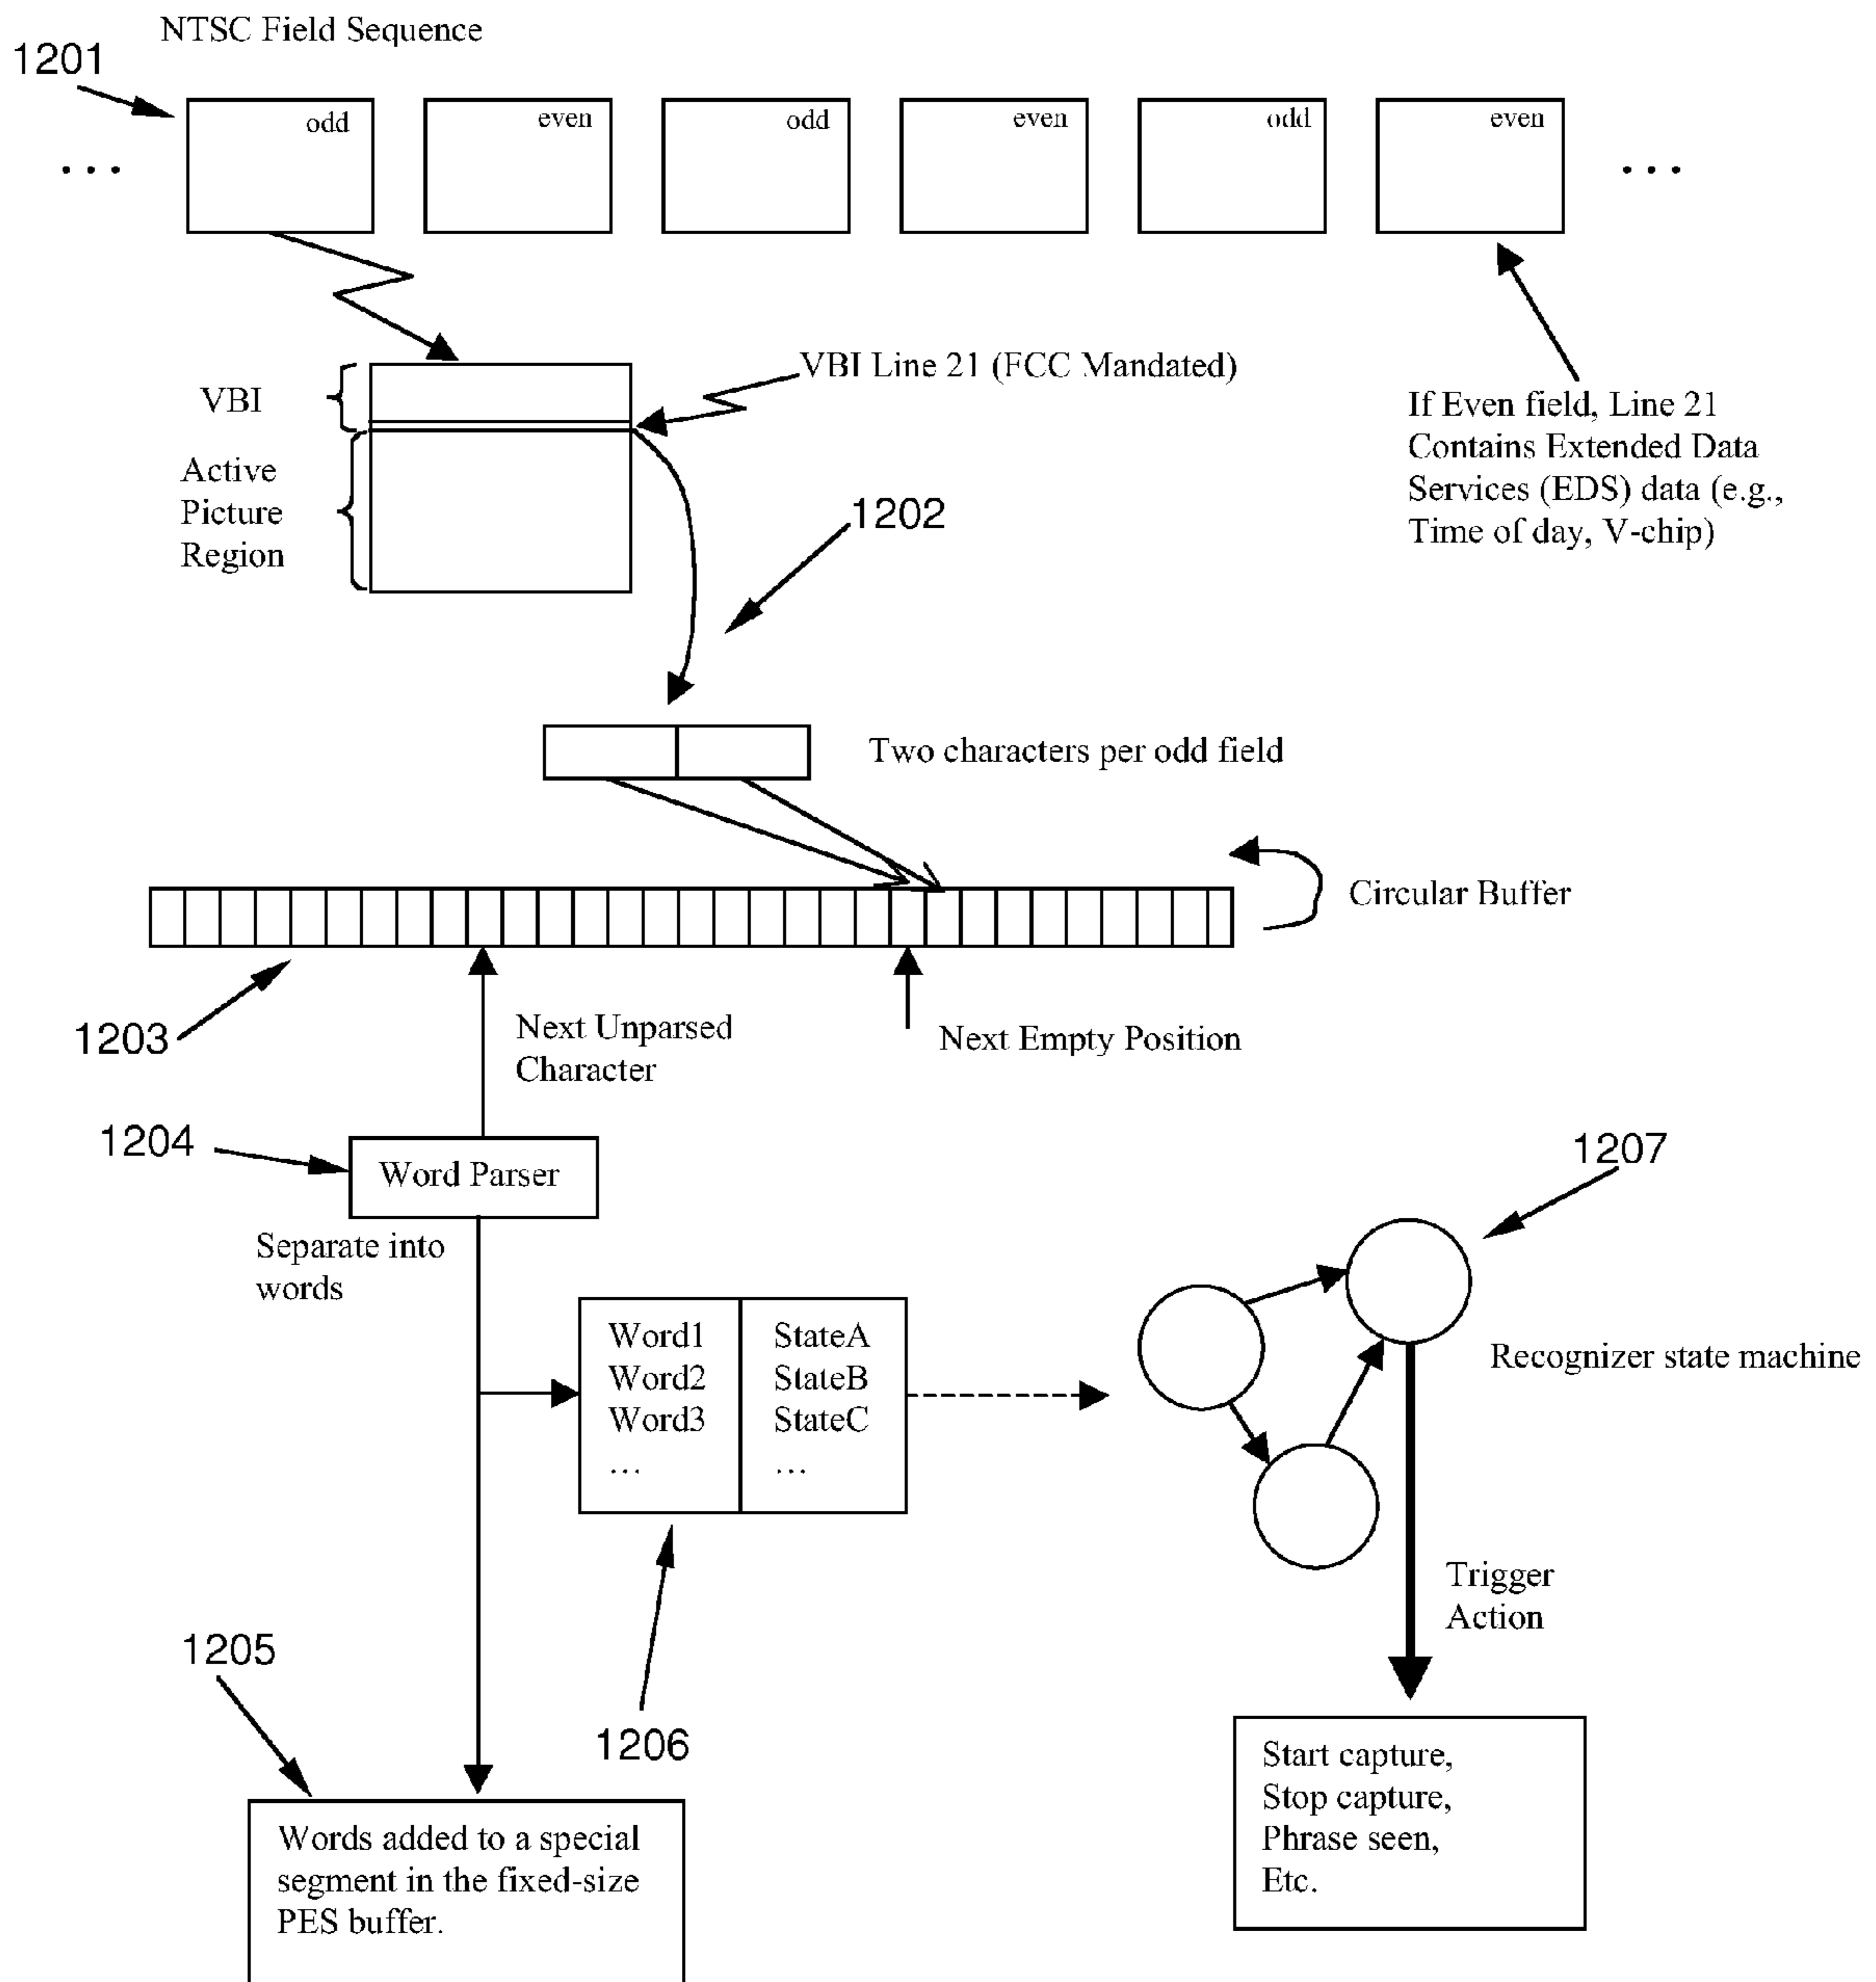 NTSC Field Sequence
1201
odd
even
odd
even
odd
even
...
...
VBI
VBI Line 21 (FCC Mandated)
If Even field, Line 21
Contains Extended Data
Services (EDS) data (e.g.,
Time of day, V-chip)
Active
Picture
Region
1202
Two characters per odd field
Circular Buffer
1203
Next Unparsed
Character
Next Empty Position
1204
Word Parser
Separate into
words
1207
Word1
Word2
Word3
...
StateA
StateB
StateC
...
Recognizer state machine
Trigger
Action
1205
1206
Words added to a special
segment in the fixed-size
PES buffer.
Start capture,
Stop capture,
Phrase seen,
Etc.